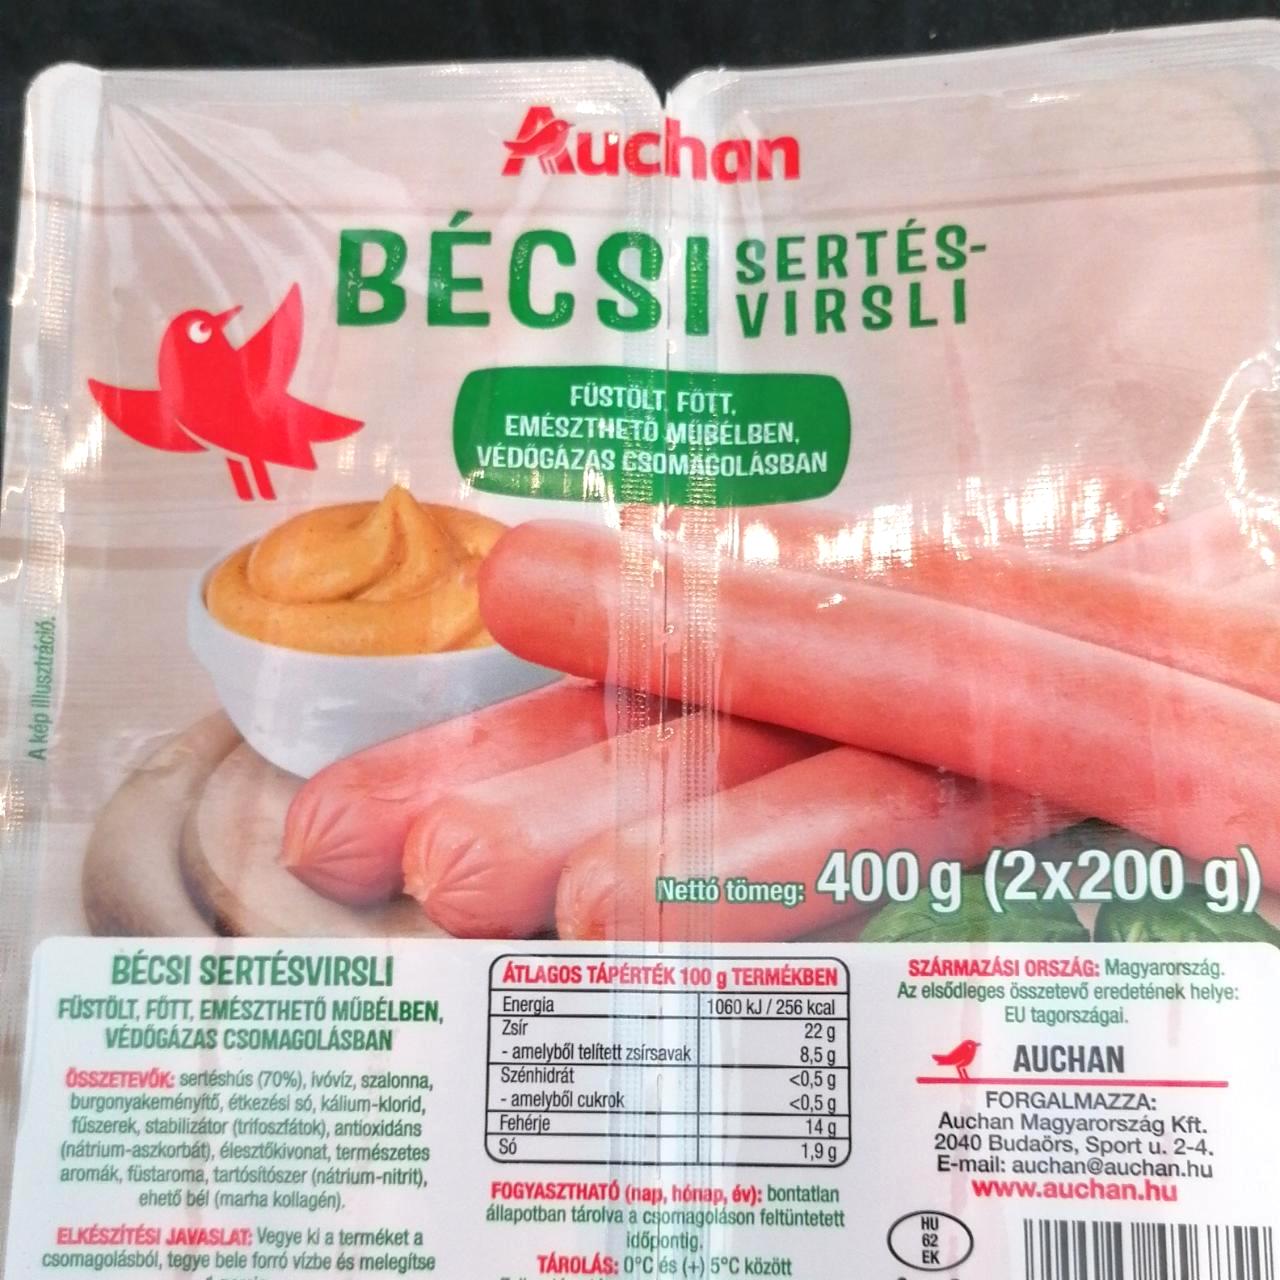 Auchan
BÉCSI SERTÉS-
VIRSLI
FÜSTÖLT, FŐTT,
EMÉSZTHETŐ MŰBÉLBEN,
VÉDŐGÁZAS CSOMAGOLÁSBAN
A kép illusztráció.
Nettó tömeg: 400 g (2x200 g)
BÉCSI SERTÉSVIRSLI
FÜSTÖLT, FŐTT, EMÉSZTHETŐ MŰBÉLBEN,
VÉDŐGÁZAS CSOMAGOLÁSBAN
ÖSSZETEVŐK: sertéshús (70%), ivóvíz, szalonna,
burgonyakeményítő, étkezési só, kálium-klorid,
fűszerek, stabilizátor (trifoszfátok), antioxidáns
(nátrium-aszkorbát), élesztőkivonat, természetes
aromák, füstaroma, tartósítószer (nátrium-nitrit),
ehető bél (marha kollagén).
ELKÉSZÍTÉSI JAVASLAT: Vegye ki a terméket a
csomagolásból, tegye bele forró vízbe és melegítse
ÁTLAGOS TÁPÉRTÉK 100 g TERMÉKBEN
Energia 1060 kJ / 256 kcal
Zsír 22 g
- amelyből telített zsírsavak 8,5 g
Szénhidrát <0,5 g
- amelyből cukrok <0,5 g
Fehérje 14 g
Só 1,9 g
FOGYASZTHATÓ (nap, hónap, év): bontatlan
állapotban tárolva a csomagoláson feltüntetett
időpontig.
TÁROLÁS: 0°C és (+) 5°C között
SZÁRMAZÁSI ORSZÁG: Magyarország.
Az elsődleges összetevő eredetének helye:
EU tagországai.
AUCHAN
FORGALMAZZA:
Auchan Magyarország Kft.
2040 Budaörs, Sport u. 2-4.
E-mail: auchan@auchan.hu
www.auchan.hu
HU
62
EK